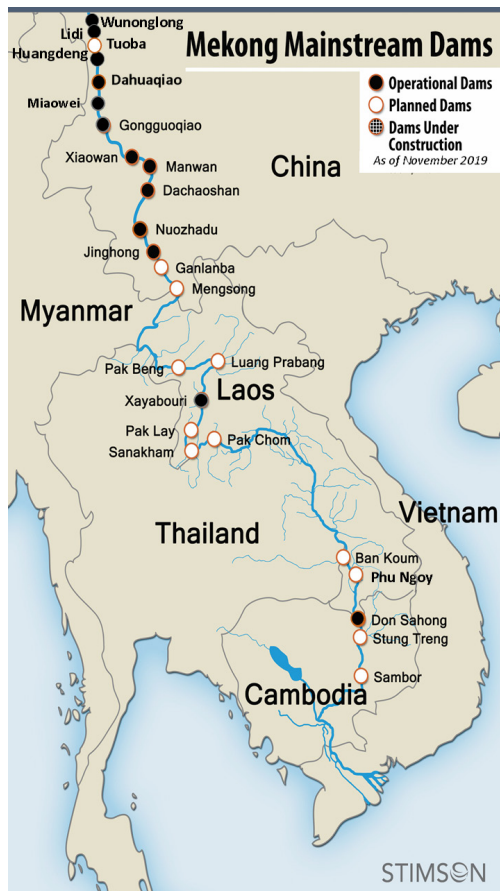 Mekong Mainstream Dams
Operational Dams
Planned Dams
Dams Under
Construction
As of November 2019
Wunonglong
Lidi
Tuoba
Huangdeng
Dahuaqiao
Miaowei
Gongguoqiao
Xiaowan
Manwan
China
Dachaoshan
Nuozhadu
Jinghong
Ganlanba
Mengsong
Myanmar
Pak Beng
Luang Prabang
Laos
Xayabouri
Pak Lay
Pak Chom
Sanakham
Vietnam
Thailand
Ban Koum
Phu Ngoy
Don Sahong
Stung Treng
Sambor
Cambodia
STIMSON